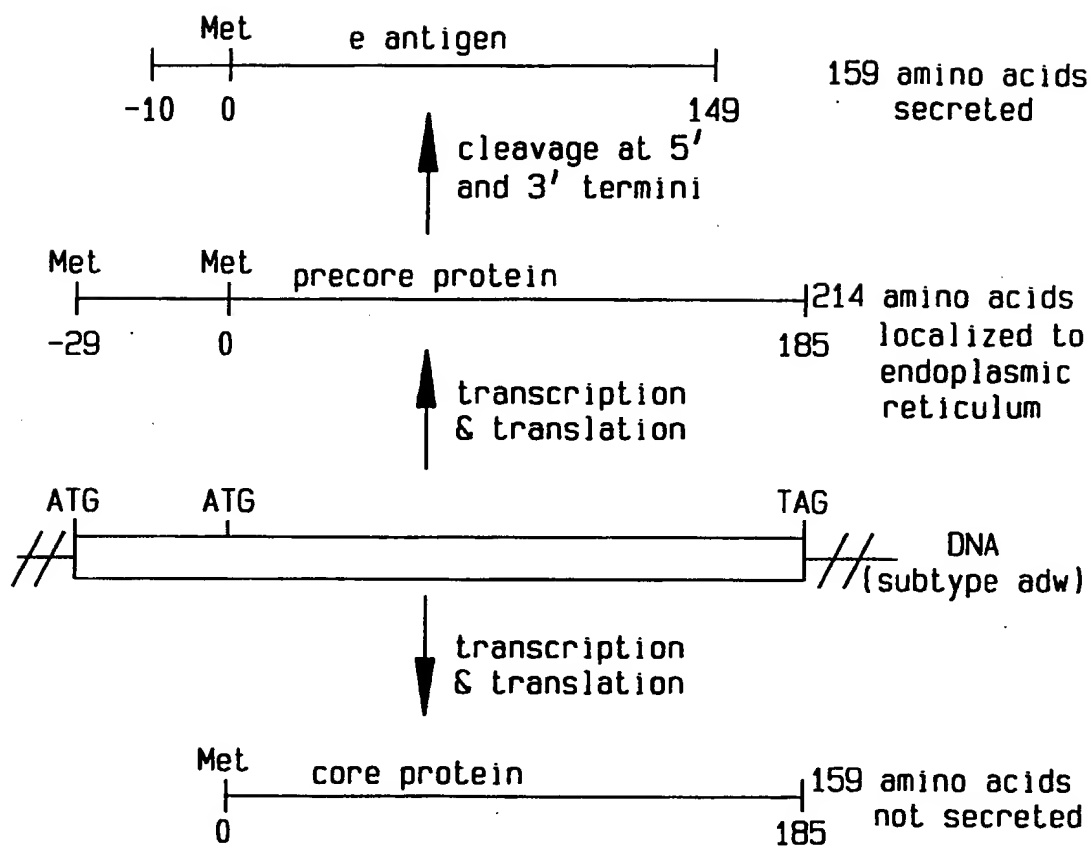 Met e antigen
-10 0 149
159 amino acids
secreted
cleavage at 5'
and 3' termini
Met Met precore protein
-29 0 185
214 amino acids
localized to
endoplasmic
reticulum
transcription
& translation
ATG ATG TAG
DNA
(subtype adw)
transcription
& translation
Met core protein
0 185
159 amino acids
not secreted